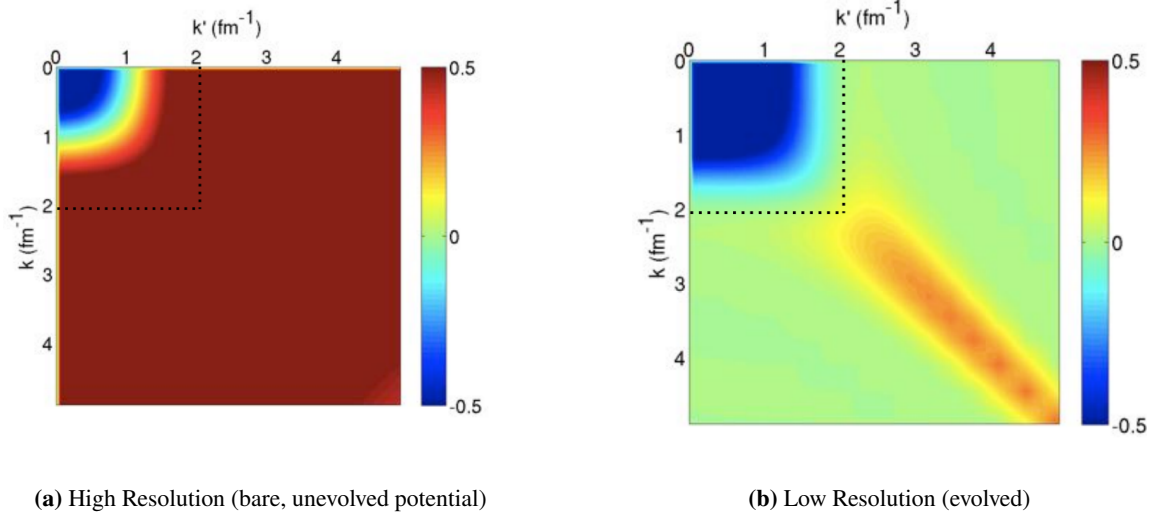 k' (fm-1)
0 1 2 3 4
0
1
2
3
4
k (fm-1)
0.5
0
-0.5
k' (fm-1)
0 1 2 3 4
0
1
2
3
4
k (fm-1)
0.5
0
-0.5
(a) High Resolution (bare, unevolved potential)
(b) Low Resolution (evolved)